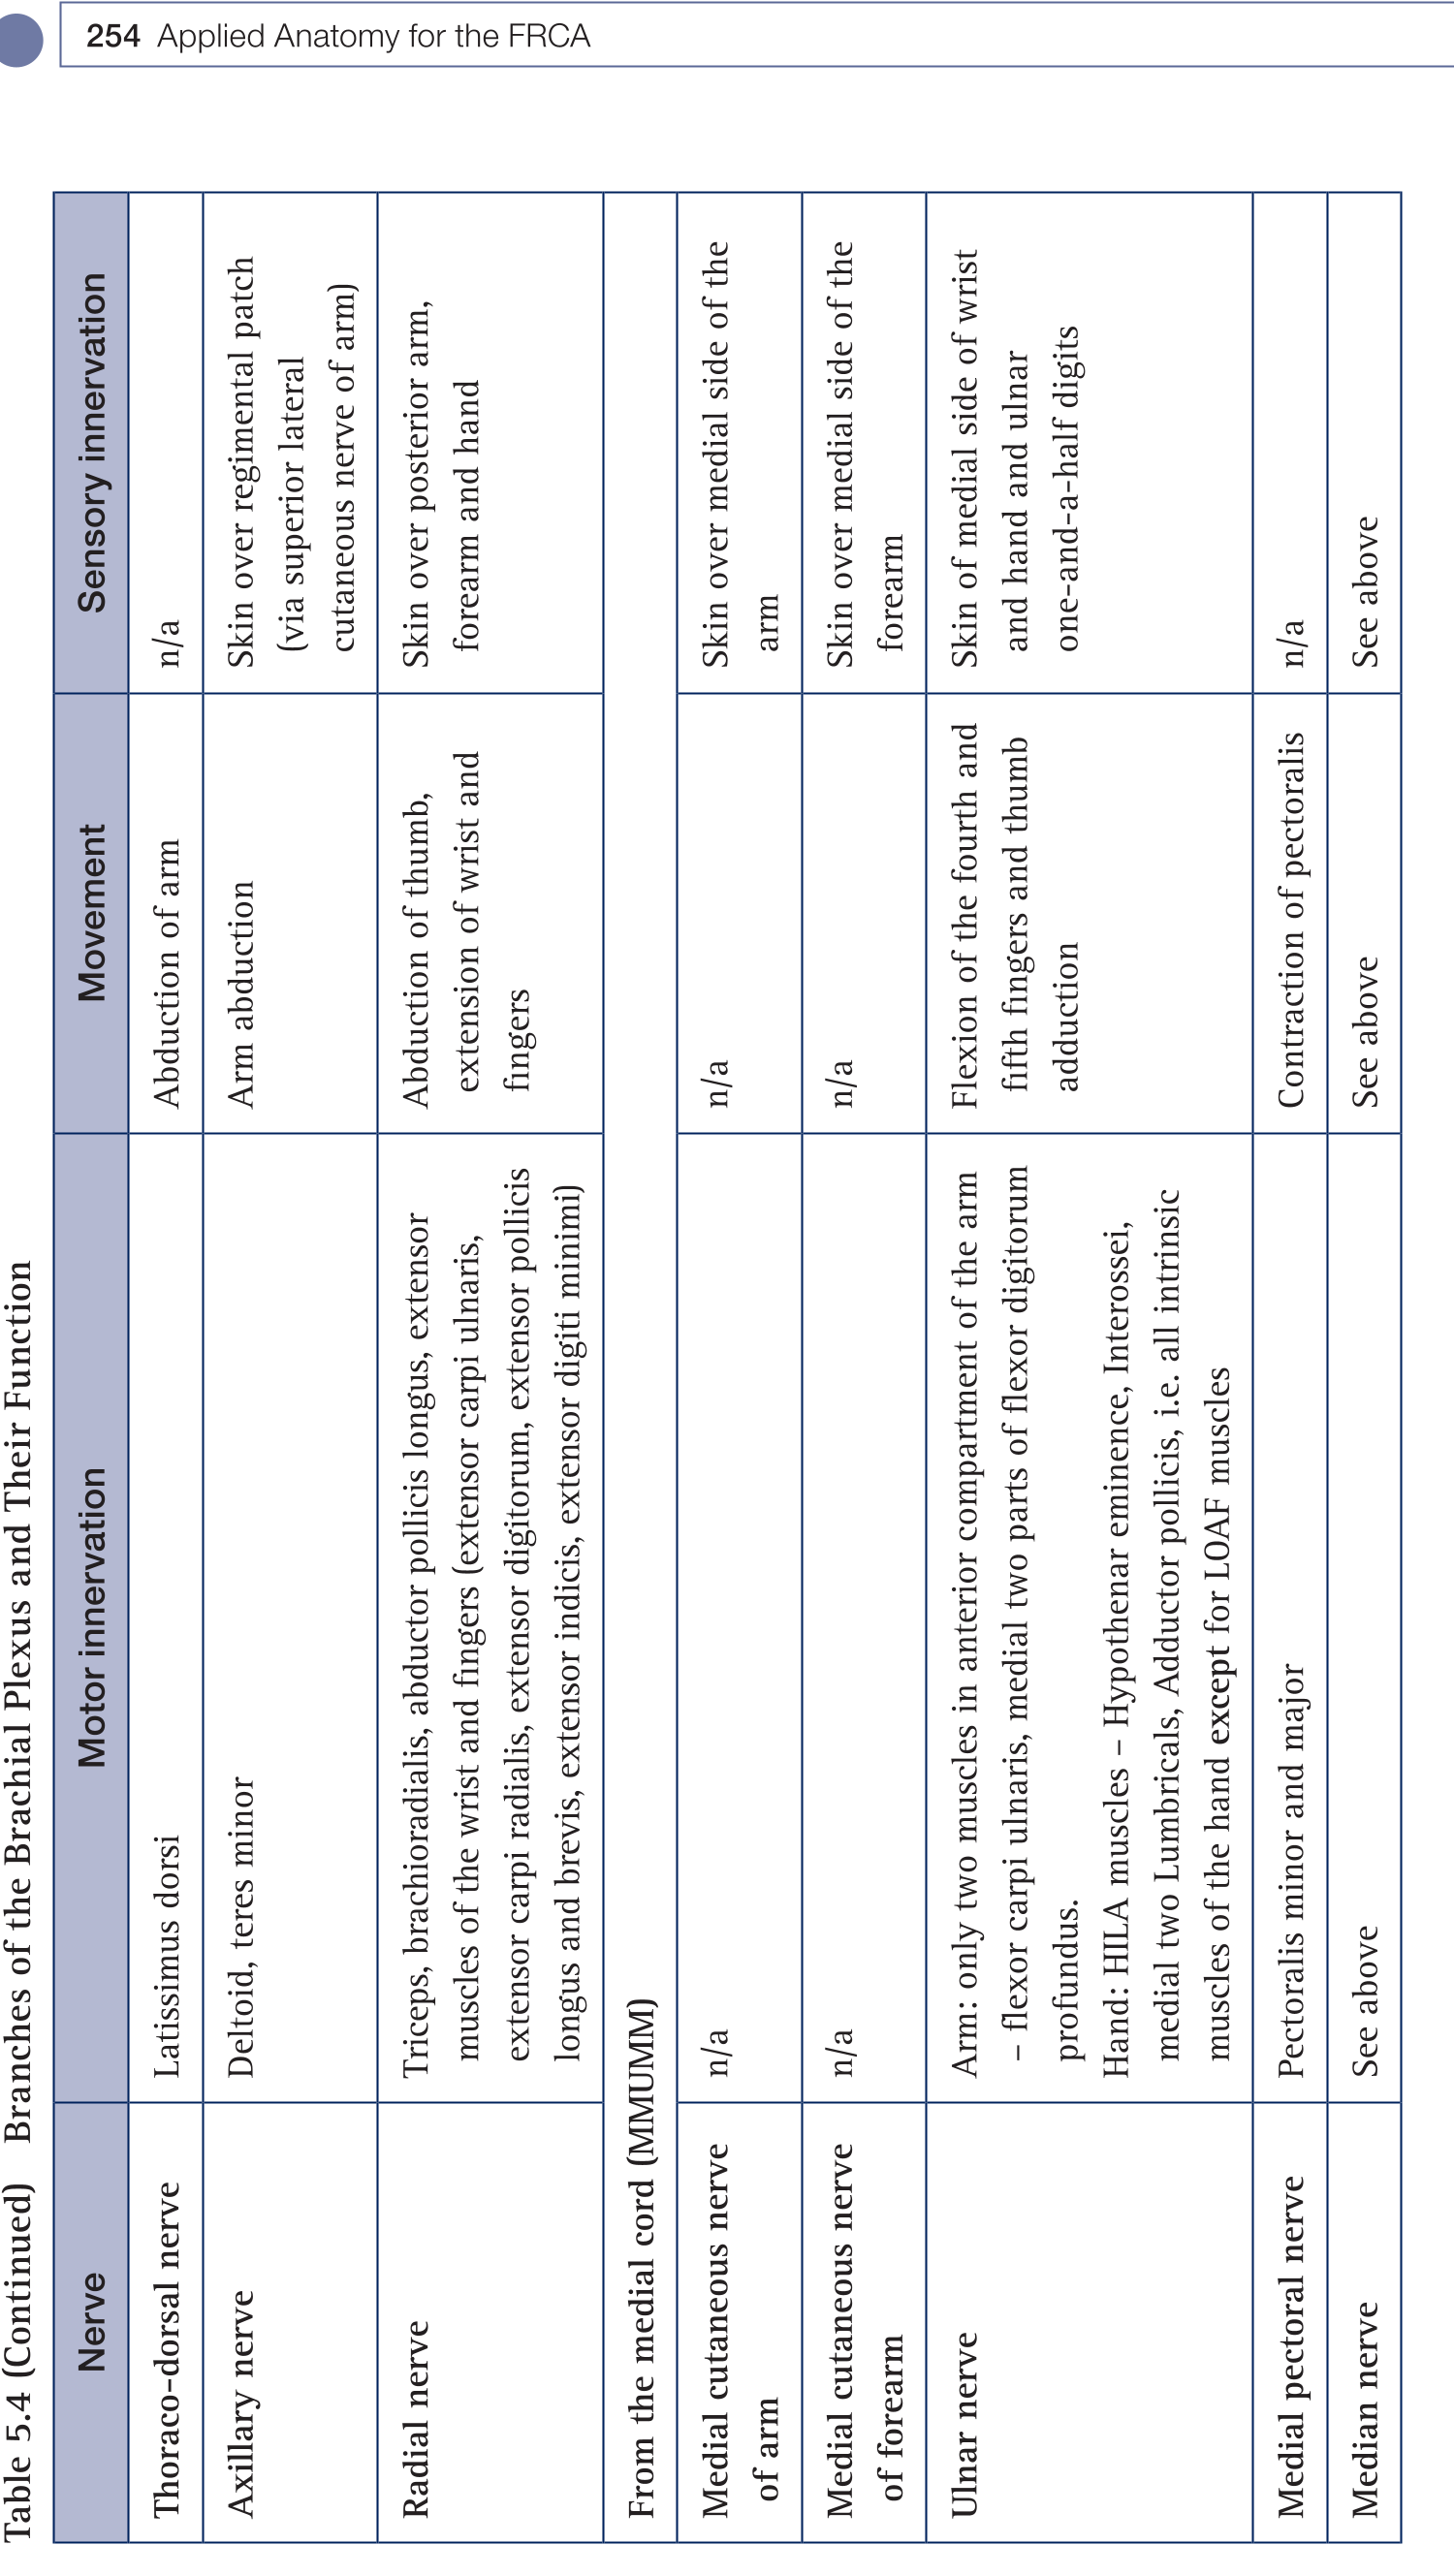 254 Applied Anatomy for the FRCA
Table 5.4 (Continued) Branches of the Brachial Plexus and Their Function
Nerve
Motor innervation
Movement
Sensory innervation
Thoraco-dorsal nerve
Latissimus dorsi
Abduction of arm
n/a
Axillary nerve
Deltoid, teres minor
Arm abduction
Skin over regimental patch
(via superior lateral
cutaneous nerve of arm)
Radial nerve
Triceps, brachioradialis, abductor pollicis longus, extensor
muscles of the wrist and fingers (extensor carpi ulnaris,
extensor carpi radialis, extensor digitorum, extensor pollicis
longus and brevis, extensor indicis, extensor digiti minimi)
Abduction of thumb,
extension of wrist and
fingers
Skin over posterior arm,
forearm and hand
From the medial cord (MMUMM)
Medial cutaneous nerve
of arm
n/a
n/a
Skin over medial side of the
arm
Medial cutaneous nerve
of forearm
n/a
n/a
Skin over medial side of the
forearm
Ulnar nerve
Arm: only two muscles in anterior compartment of the arm
– flexor carpi ulnaris, medial two parts of flexor digitorum
profundus.
Hand: HILA muscles – Hypothenar eminence, Interossei,
medial two Lumbricals, Adductor pollicis, i.e. all intrinsic
muscles of the hand except for LOAF muscles
Flexion of the fourth and
fifth fingers and thumb
adduction
Skin of medial side of wrist
and hand and ulnar
one-and-a-half digits
Medial pectoral nerve
Pectoralis minor and major
Contraction of pectoralis
n/a
Median nerve
See above
See above
See above